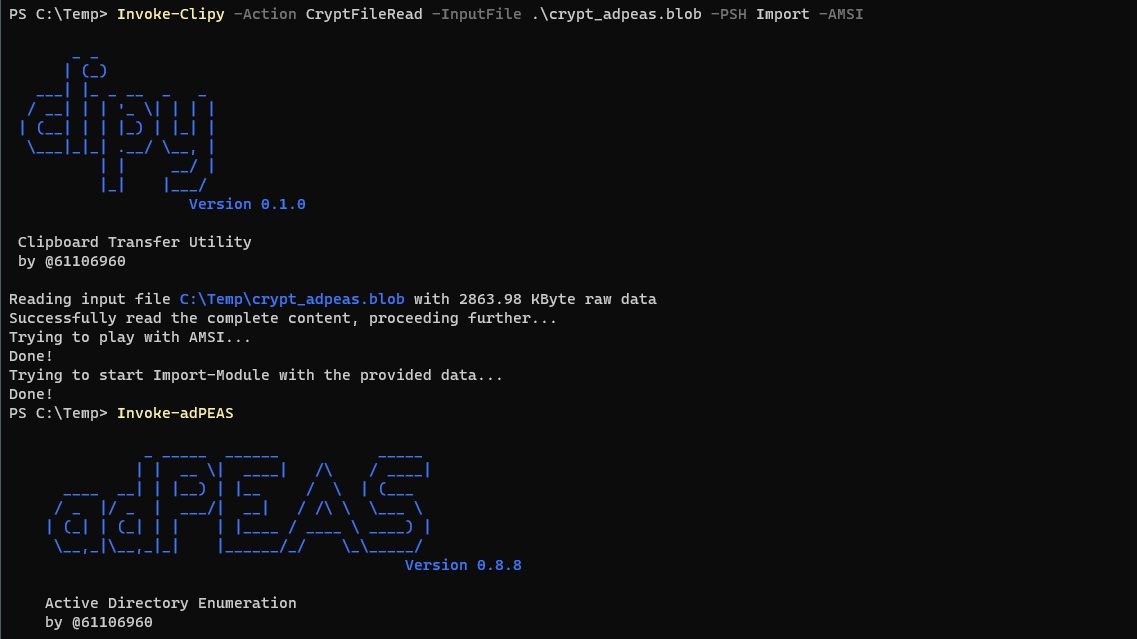 PS C:\Temp> Invoke-Clipy -Action CryptFileRead -InputFile .\crypt_adpeas.blob -PSH Import -AMSI
clipy
Version 0.1.0
Clipboard Transfer Utility
by @61106960
Reading input file C:\Temp\crypt_adpeas.blob with 2863.98 KByte raw data
Successfully read the complete content, proceeding further...
Trying to play with AMSI...
Done!
Trying to start Import-Module with the provided data...
Done!
PS C:\Temp> Invoke-adPEAS
adPEAS
Version 0.8.8
Active Directory Enumeration
by @61106960